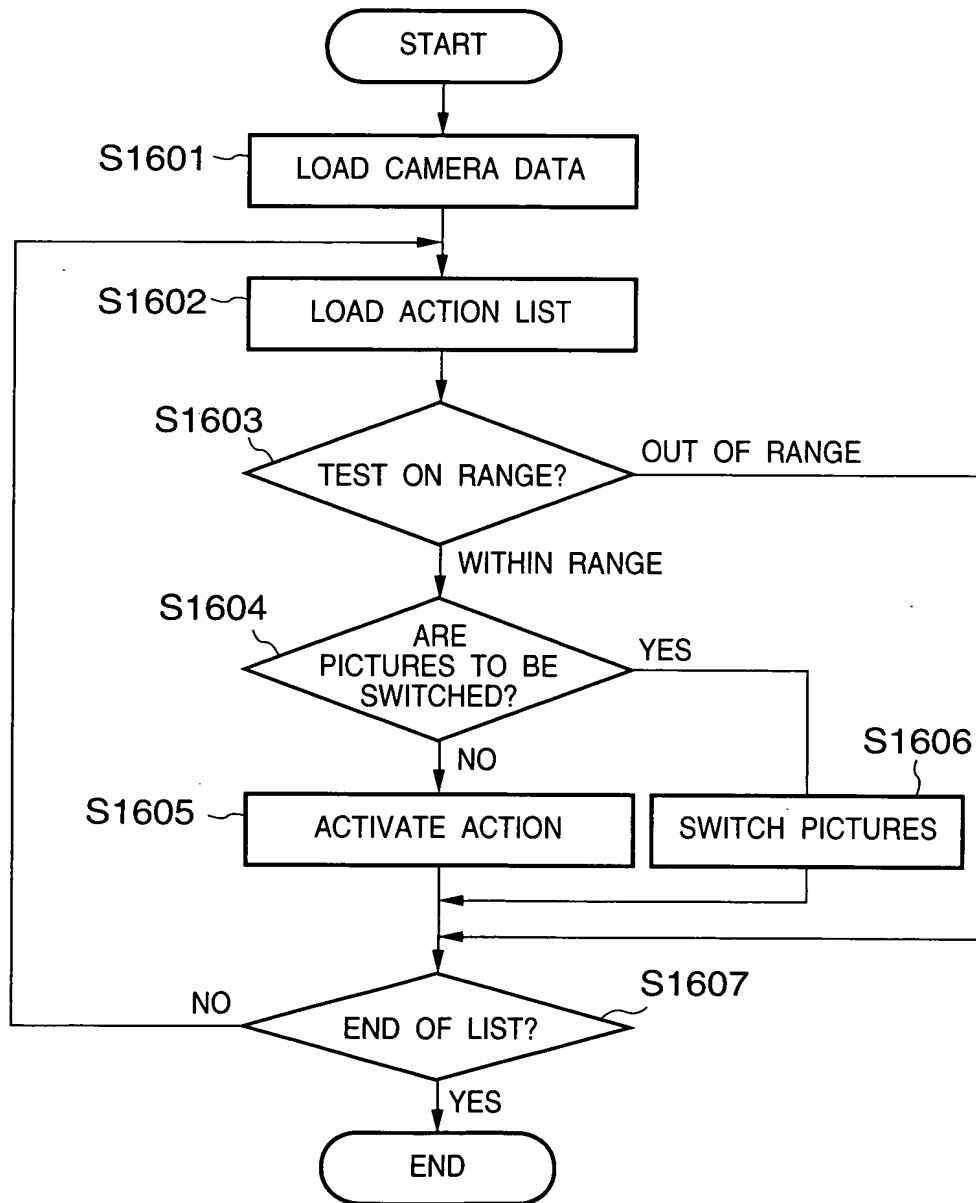 START
S1601
LOAD CAMERA DATA
S1602
LOAD ACTION LIST
S1603
TEST ON RANGE?
OUT OF RANGE
WITHIN RANGE
S1604
ARE
PICTURES TO BE
SWITCHED?
YES
NO
S1605
ACTIVATE ACTION
S1606
SWITCH PICTURES
S1607
END OF LIST?
NO
YES
END